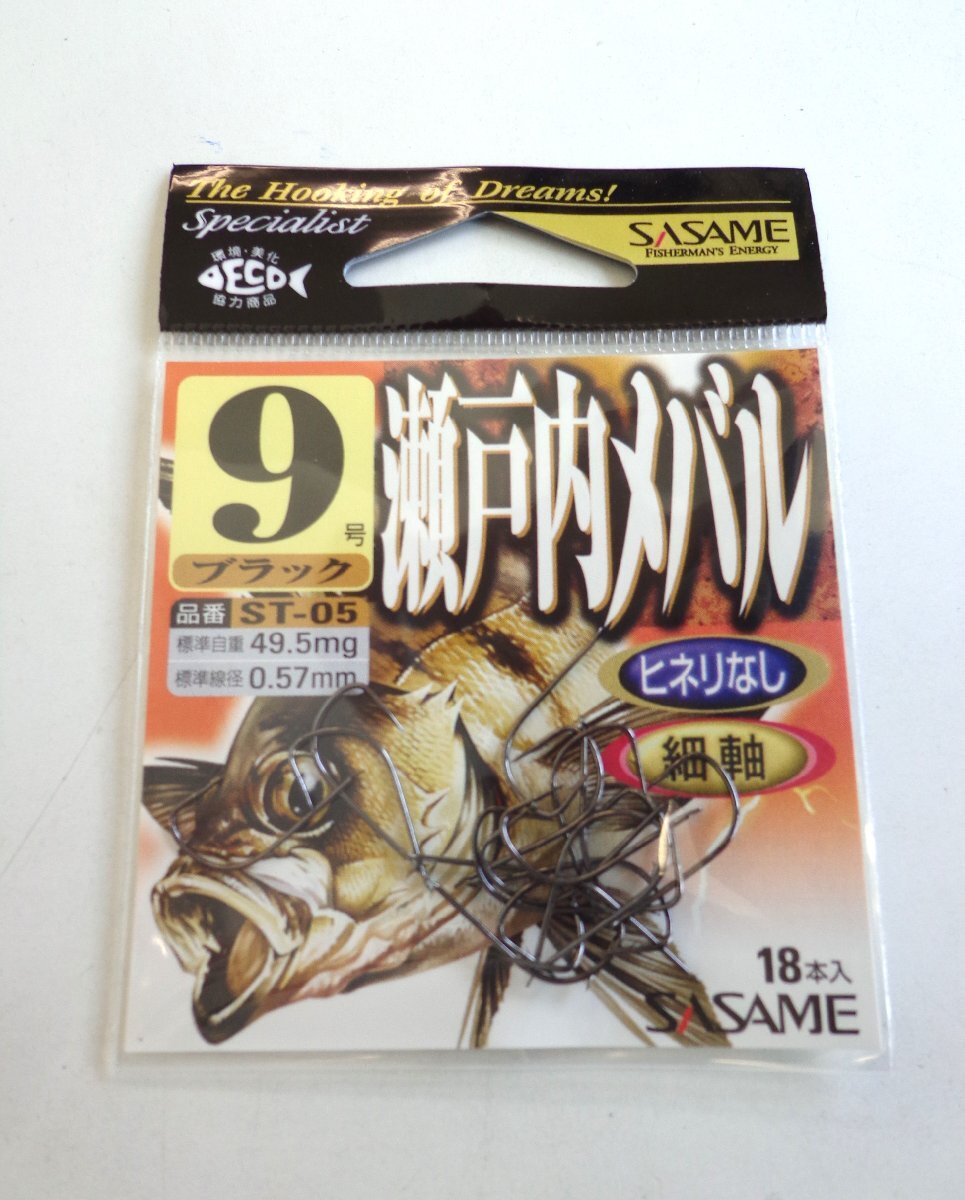 The Hooking of Dreams!
Specialist
SASAME
FISHERMAN'S ENERGY
環境・美化
ECO
協力商品
9号
ブラック
瀬戸内メバル
品番 ST-05
標準自重 49.5mg
標準線径 0.57mm
ヒネリなし
細軸
18本入
SASAME